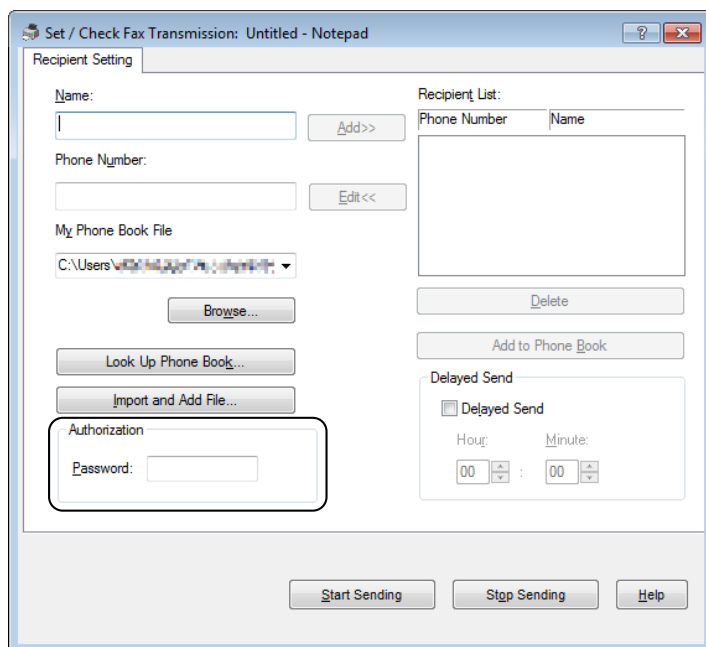 Set / Check Fax Transmission: Untitled - Notepad
?
Recipient Setting
Name:
Add>>
Phone Number:
Edit<<
My Phone Book File
C:\Users\
Browse...
Look Up Phone Book...
Import and Add File...
Authorization
Password:
Recipient List:
Phone Number Name
Delete
Add to Phone Book
Delayed Send
Delayed Send
Hour: Minute:
00 : 00
Start Sending Stop Sending Help